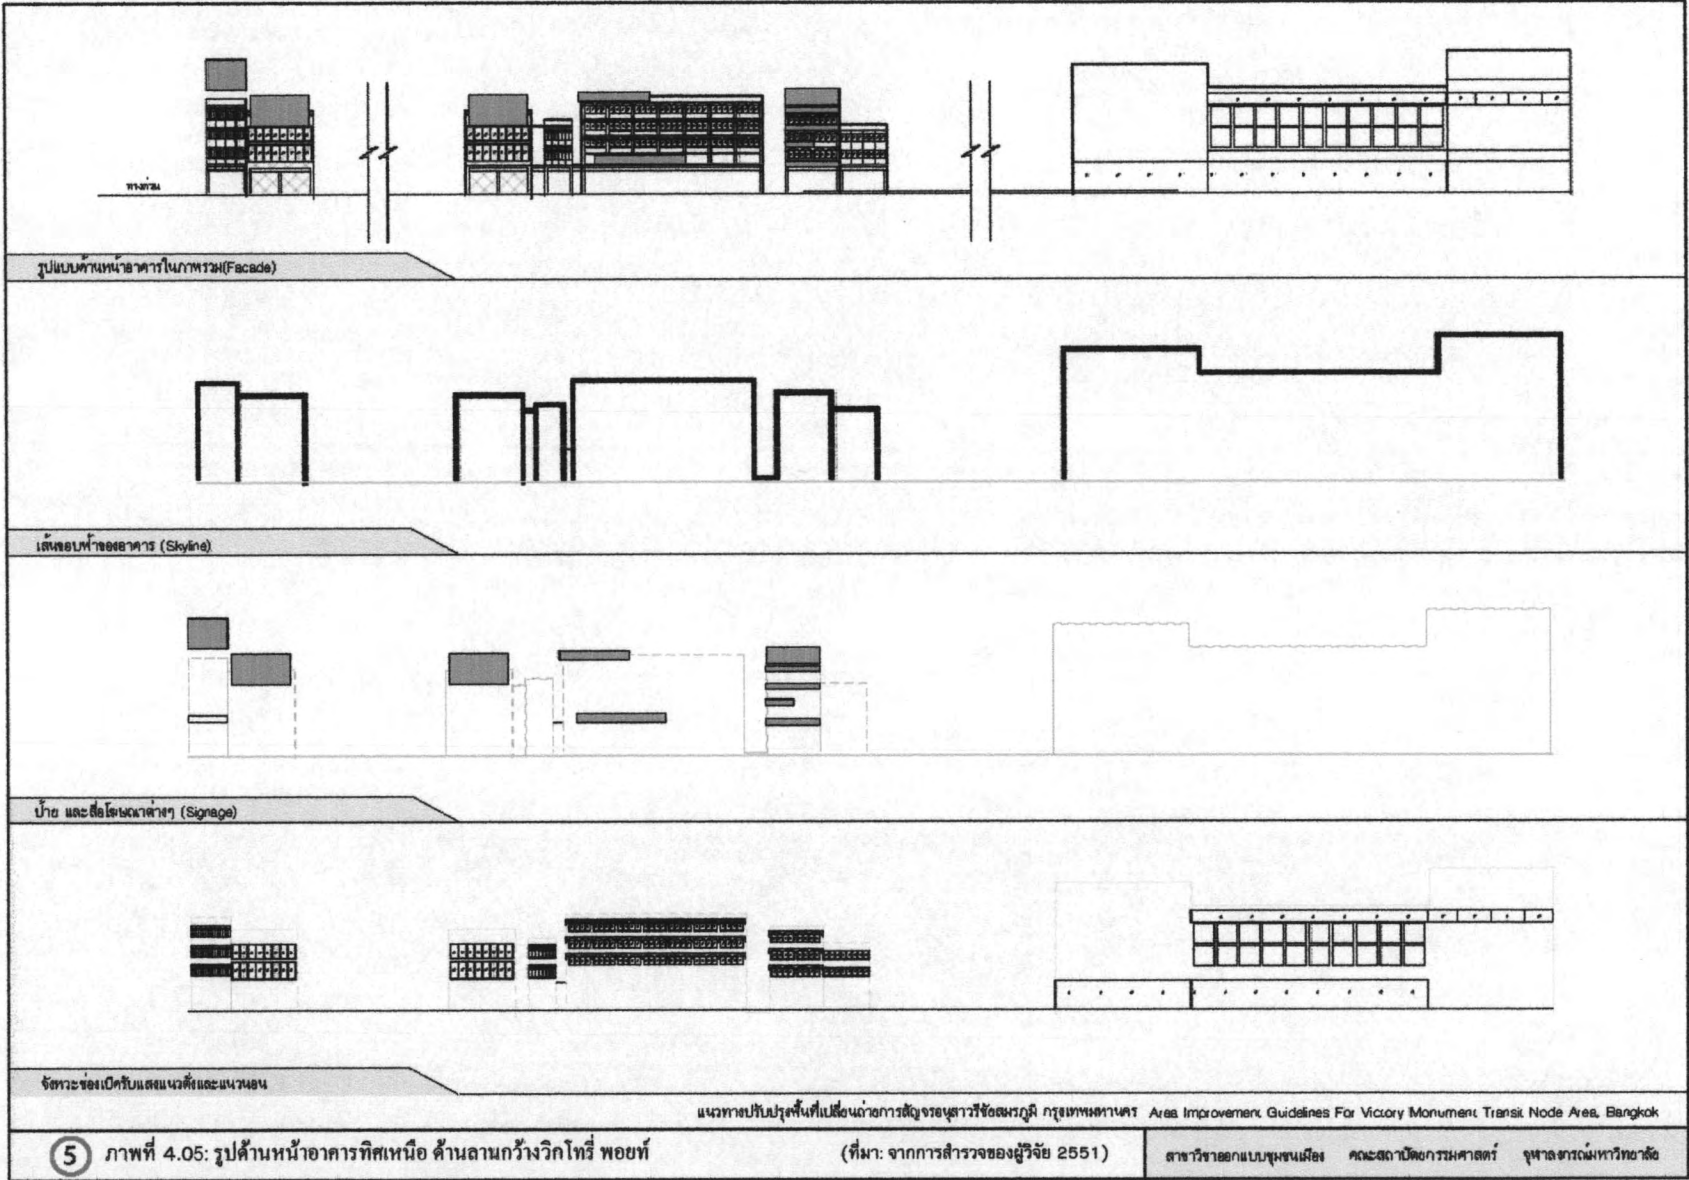 ทางด่วน
รูปแบบด้านหน้าอาคารในภาพรวม(Facade)
เส้นขอบฟ้าของอาคาร (Skyline)
ป้าย และสื่อโฆษณาต่างๆ (Signage)
จังหวะช่องเปิดรับแสงแนวตั้งและแนวนอน
แนวทางปรับปรุงพื้นที่เปลี่ยนถ่ายการสัญจรอนุสาวรีย์ชัยสมรภูมิ กรุงเทพมหานคร Area Improvement Guidelines For Victory Monument Transit Node Area, Bangkok
5 ภาพที่ 4.05: รูปด้านหน้าอาคารทิศเหนือ ด้านลานกว้างวิกโทรี่ พอยท์ (ที่มา: จากการสำรวจของผู้วิจัย 2551) สาขาวิชาออกแบบชุมชนเมือง คณะสถาปัตยกรรมศาสตร์ จุฬาลงกรณ์มหาวิทยาลัย